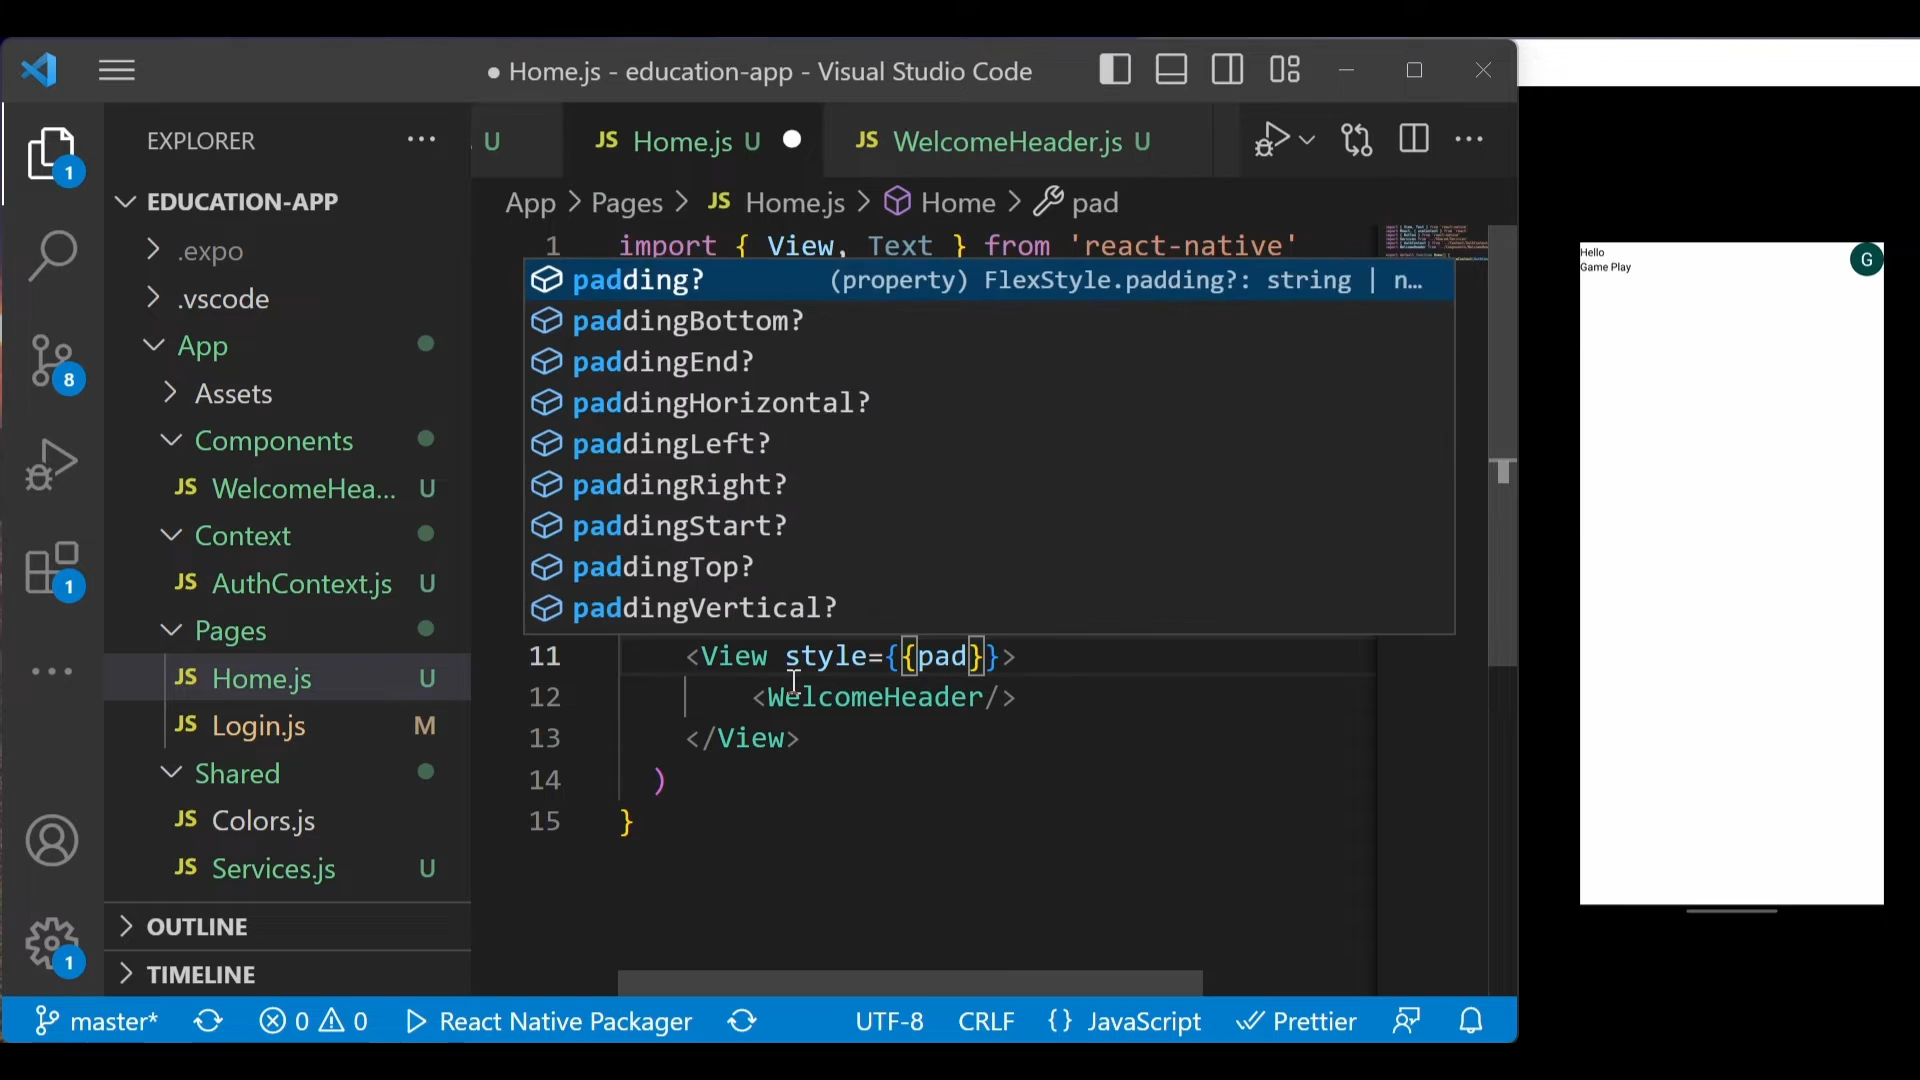 Home.js - education-app - Visual Studio Code
EXPLORER
EDUCATION-APP
.expo
.vscode
App
Assets
Components
JS WelcomeHea... U
Context
JS AuthContext.js U
Pages
JS Home.js U
JS Login.js M
Shared
JS Colors.js
JS Services.js U
OUTLINE
TIMELINE
1
8
1
1
U
JS Home.js U
JS WelcomeHeader.js U
App > Pages > JS Home.js > Home > pad
1 import { View, Text } from 'react-native'
padding? (property) FlexStyle.padding?: string | n…
paddingBottom?
paddingEnd?
paddingHorizontal?
paddingLeft?
paddingRight?
paddingStart?
paddingTop?
paddingVertical?
11 <View style={{pad}}>
12 <WelcomeHeader/>
13 </View>
14 )
15 }
master* 0 0 React Native Packager UTF-8 CRLF {} JavaScript Prettier
Hello
Game Play
G